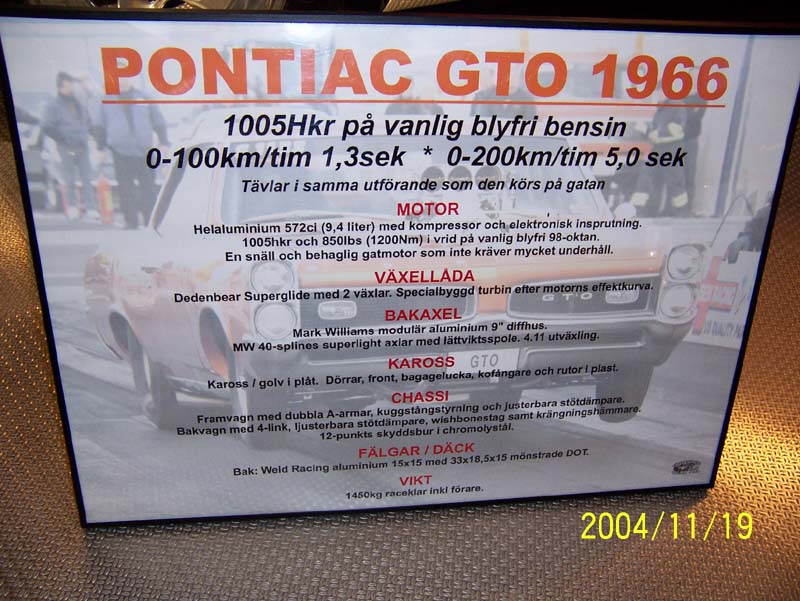 PONTIAC GTO 1966
1005Hkr på vanlig blyfri bensin
0-100km/tim 1,3sek * 0-200km/tim 5,0 sek
Tävlar i samma utförande som den körs på gatan
MOTOR
Helaluminium 572ci (9,4 liter) med kompressor och elektronisk insprutning.
1005hkr och 850lbs (1200Nm) i vrid på vanlig blyfri 98-oktan.
En snäll och behaglig gatmotor som inte kräver mycket underhåll.
VÄXELLÅDA
Dedenbear Superglide med 2 växlar. Specialbyggd turbin efter motorns effektkurva.
GTO
BAKAXEL
Mark Williams modulär aluminium 9" diffhus.
MW 40-splines superlight axlar med lättviktsspole. 4.11 utväxling.
GTO
KAROSS
Kaross / golv i plåt. Dörrar, front, bagagelucka, kofångare och rutor i plast.
CHASSI
Framvagn med dubbla A-armar, kuggstångstyrning och justerbara stötdämpare.
Bakvagn med 4-link, ljusterbara stötdämpare, wishbonestag samt krängningshämmare.
12-punkts skyddsbur i chromolystål.
FÄLGAR / DÄCK
Bak: Weld Racing aluminium 15x15 med 33x18,5x15 mönstrade DOT.
VIKT
1450kg raceklar inkl förare.
2004/11/19